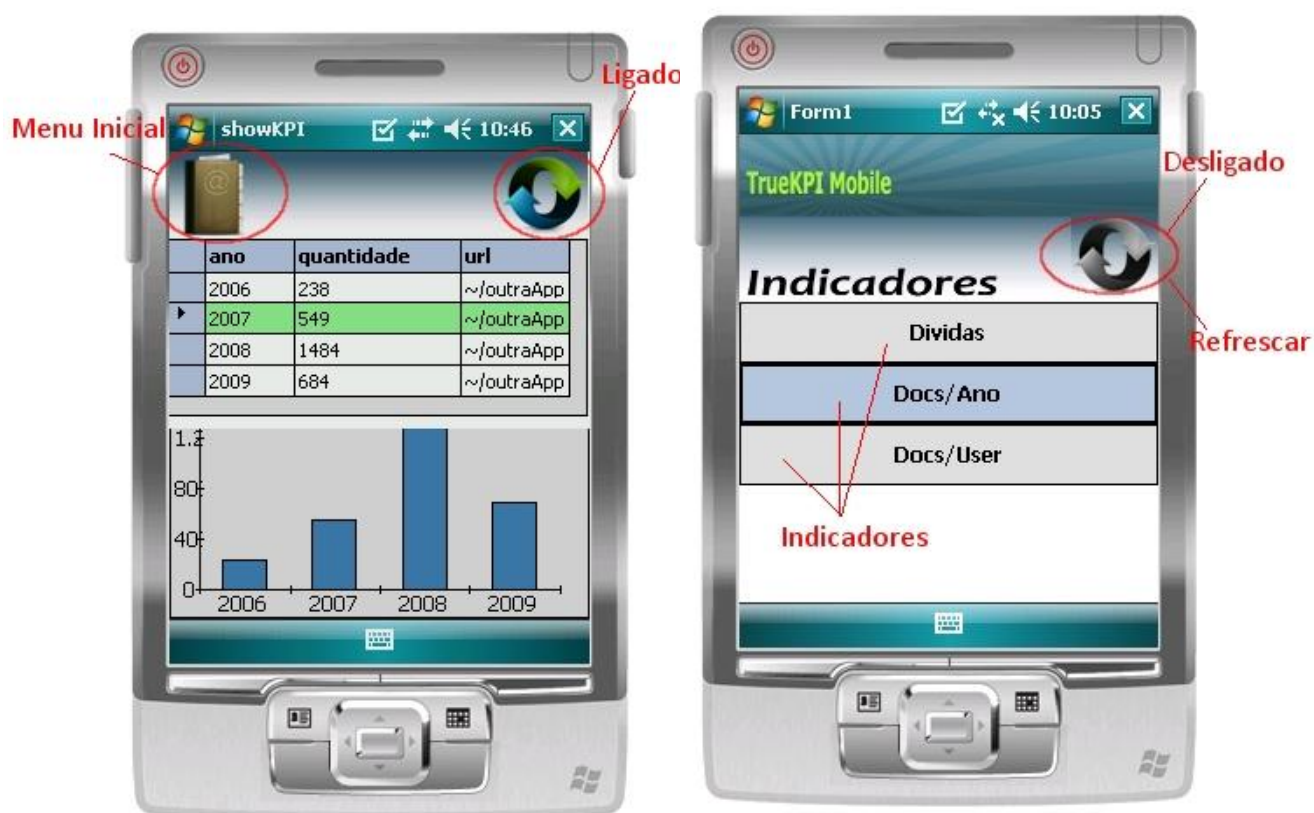 Menu Inicial
Ligado
showKPI
10:46
ano quantidade url
2006 238 ~/outraApp
2007 549 ~/outraApp
2008 1484 ~/outraApp
2009 684 ~/outraApp
1.2
80
40
0
2006 2007 2008 2009
Form1
10:05
TrueKPI Mobile
Desligado
Indicadores
Refrescar
Dividas
Docs/Ano
Docs/User
Indicadores